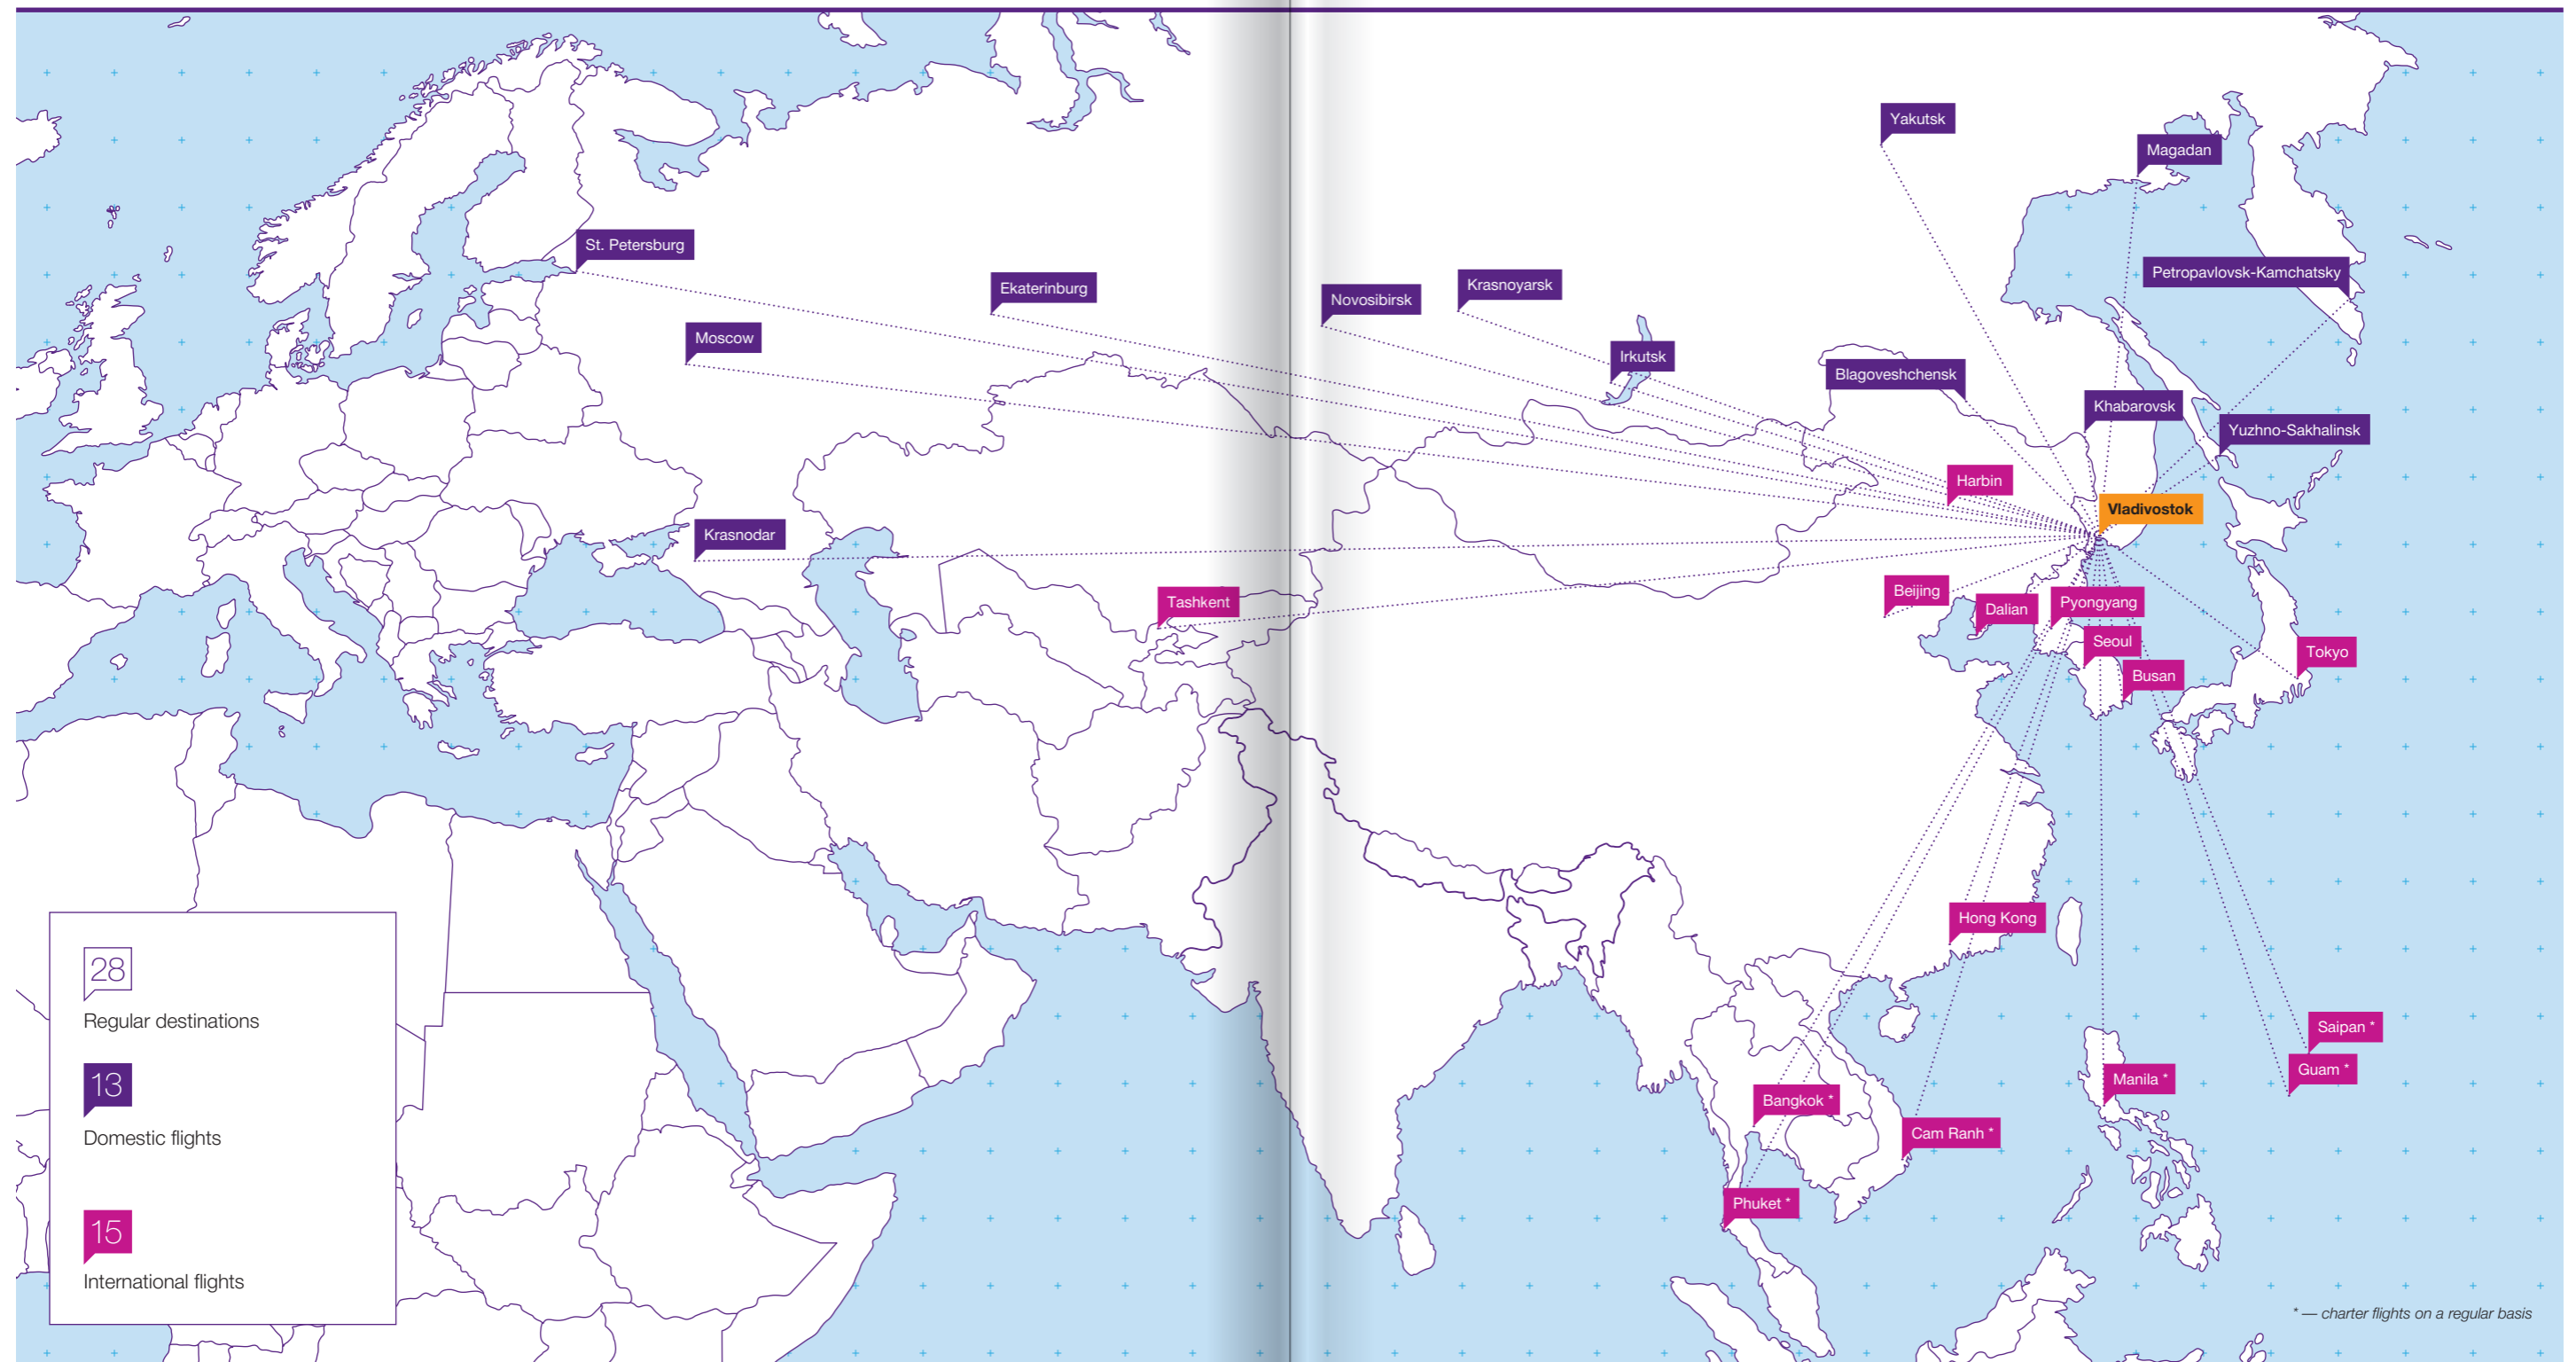 Yakutsk
Magadan
St. Petersburg
Petropavlovsk-Kamchatsky
Ekaterinburg
Krasnoyarsk
Novosibirsk
Moscow
Irkutsk
Blagoveshchensk
Khabarovsk
Yuzhno-Sakhalinsk
Harbin
Vladivostok
Krasnodar
Beijing
Tashkent
Pyongyang
Dalian
Seoul
Tokyo
Busan
Hong Kong
Saipan *
Guam *
Manila *
Bangkok *
Cam Ranh *
Phuket *
28
Regular destinations
13
Domestic flights
15
International flights
* — charter flights on a regular basis